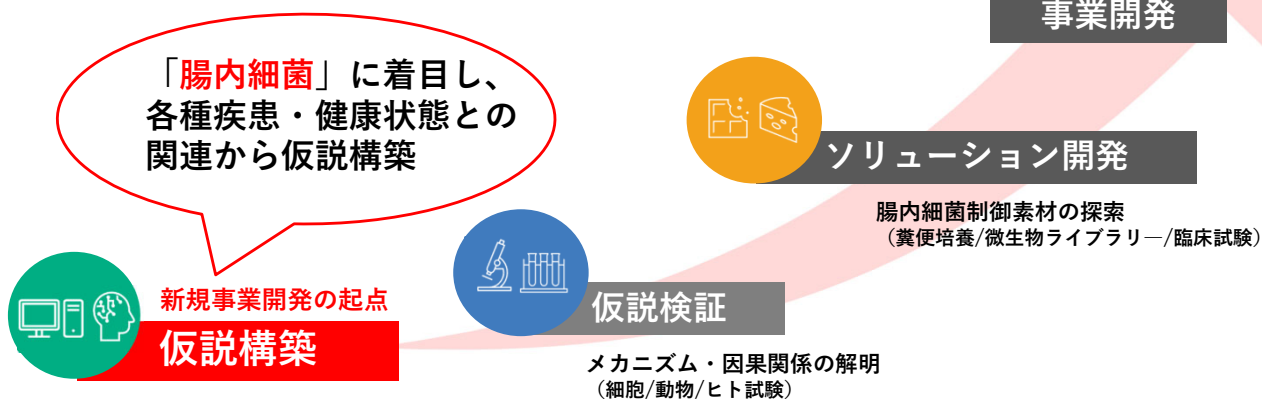 事業開発
「腸内細菌」に着目し、
各種疾患・健康状態との
関連から仮説構築
ソリューション開発
腸内細菌制御素材の探索
（糞便培養/微生物ライブラリ―/臨床試験）
新規事業開発の起点
仮説構築
仮説検証
メカニズム・因果関係の解明
（細胞/動物/ヒト試験）